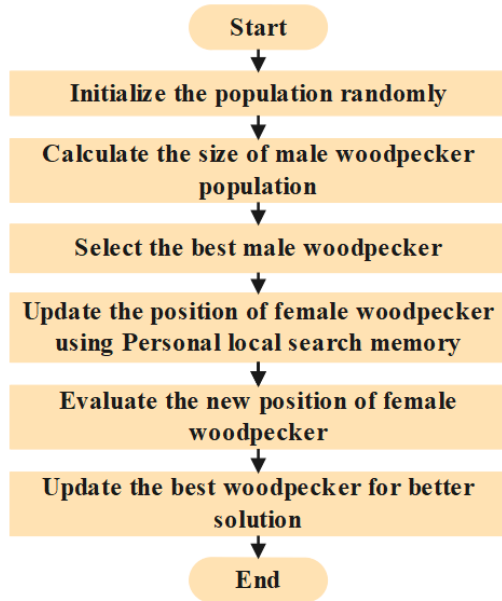 Start
Initialize the population randomly
Calculate the size of male woodpecker
population
Select the best male woodpecker
Update the position of female woodpecker
using Personal local search memory
Evaluate the new position of female
woodpecker
Update the best woodpecker for better
solution
End